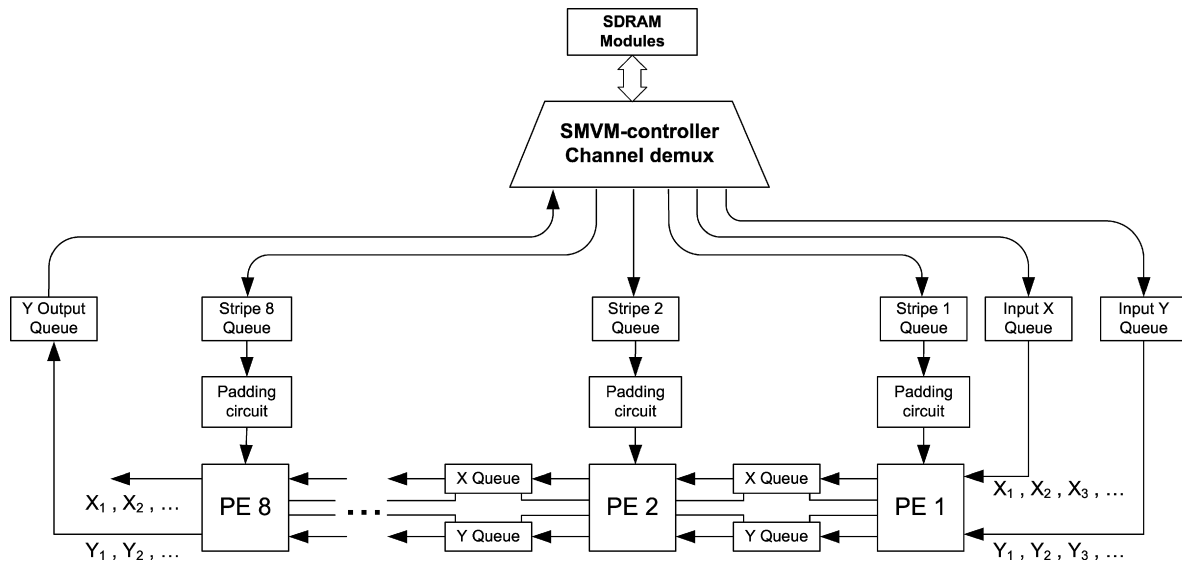 SDRAM
Modules
SMVM-controller
Channel demux
Y Output
Queue
Stripe 8
Queue
Stripe 2
Queue
Stripe 1
Queue
Input X
Queue
Input Y
Queue
Padding
circuit
Padding
circuit
Padding
circuit
X₁ , X₂ , ...
Y₁ , Y₂ , ...
PE 8
...
X Queue
Y Queue
PE 2
X Queue
Y Queue
PE 1
X₁ , X₂ , X₃ , ...
Y₁ , Y₂ , Y₃ , ...